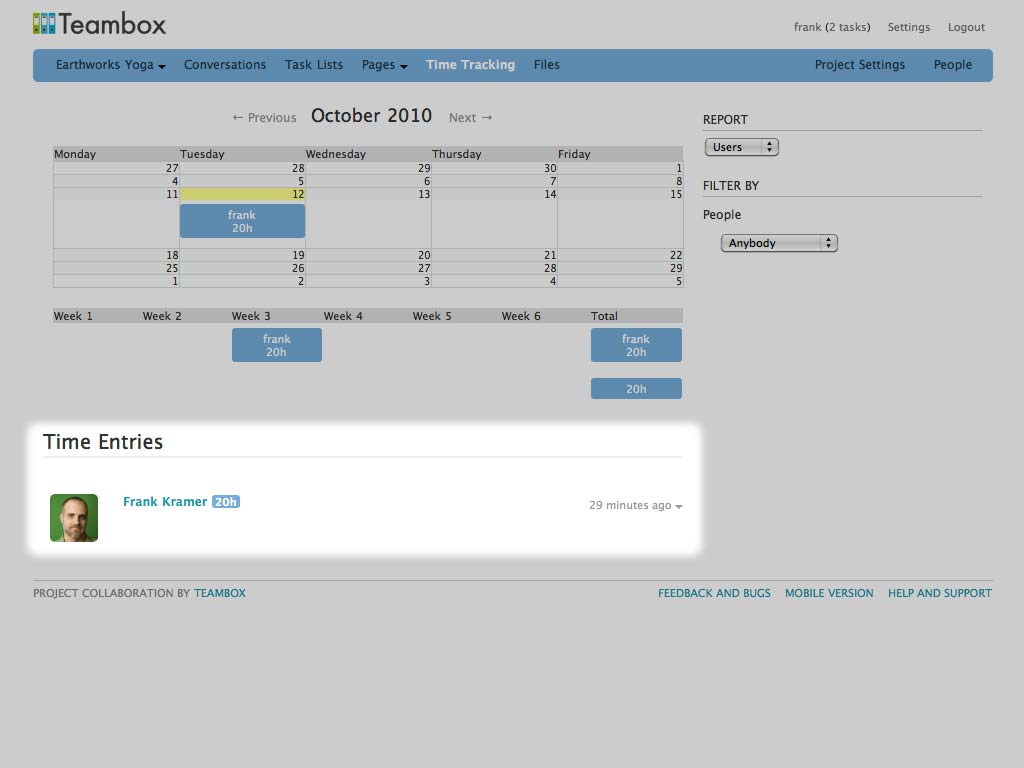 Teambox
frank (2 tasks) Settings Logout
Earthworks Yoga Conversations Task Lists Pages Time Tracking Files Project Settings People
← Previous October 2010 Next →
Monday Tuesday Wednesday Thursday Friday
27 28 29 30 1
4 5 6 7 8
11 12 13 14 15
frank
20h
18 19 20 21 22
25 26 27 28 29
1 2 3 4 5
Week 1 Week 2 Week 3 Week 4 Week 5 Week 6 Total
frank frank
20h 20h
20h
REPORT
Users
FILTER BY
People
Anybody
Time Entries
Frank Kramer 20h 29 minutes ago
PROJECT COLLABORATION BY TEAMBOX FEEDBACK AND BUGS MOBILE VERSION HELP AND SUPPORT